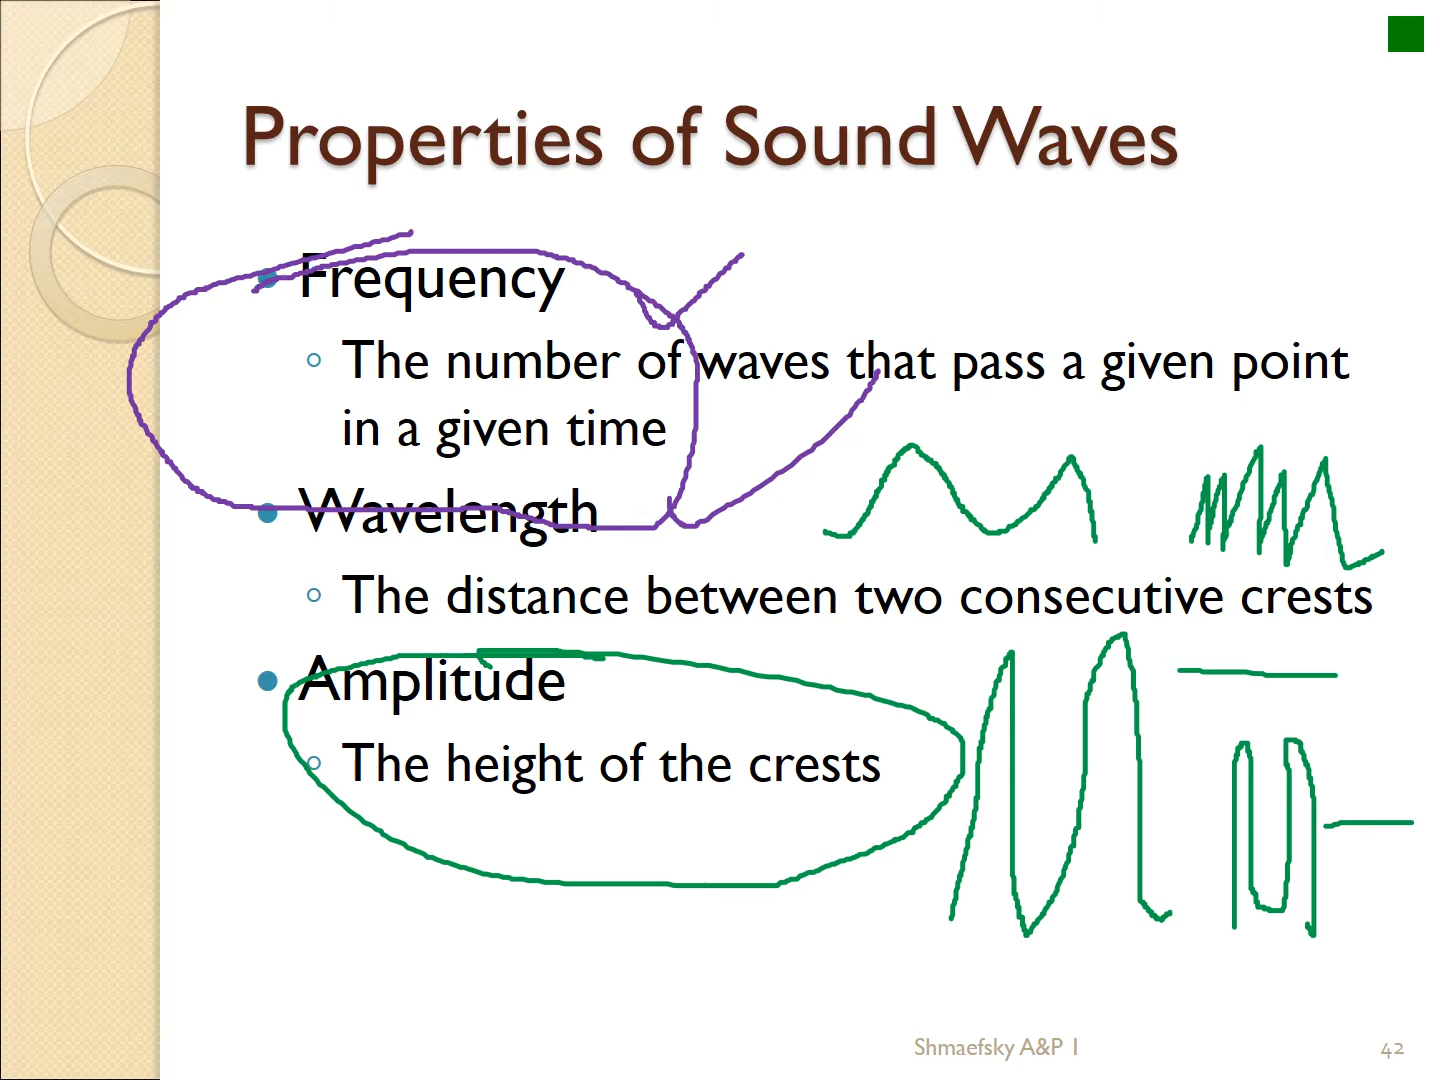 Properties of Sound Waves
Frequency
The number of waves that pass a given point
in a given time
Wavelength
The distance between two consecutive crests
Amplitude
The height of the crests
Shmaefsky A&P 1
42